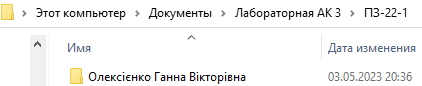 Этот компьютер > Документы > Лабораторная АК 3 > ПЗ-22-1
Имя Дата изменения
Олексієнко Ганна Вікторівна 03.05.2023 20:36